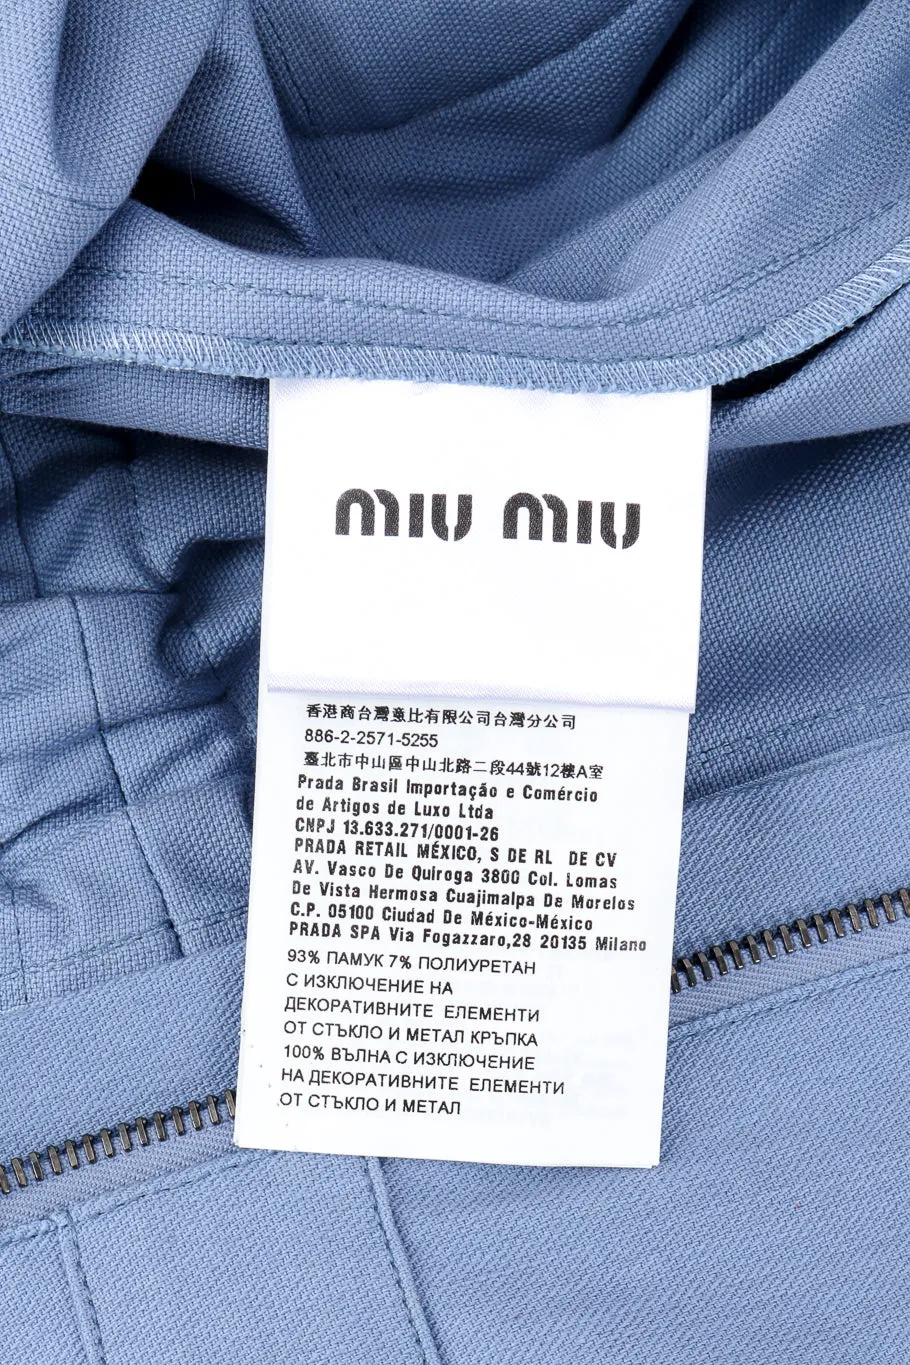 miu miu
香港商台灣意比有限公司台灣分公司
886-2-2571-5255
臺北市中山區中山北路二段44號12樓A室
Prada Brasil Importação e Comércio
de Artigos de Luxo Ltda
CNPJ 13.633.271/0001-26
PRADA RETAIL MÉXICO, S DE RL DE CV
AV. Vasco De Quiroga 3800 Col. Lomas
De Vista Hermosa Cuajimalpa De Morelos
C.P. 05100 Ciudad De México-México
PRADA SPA Via Fogazzaro,28 20135 Milano
93% ПАМУК 7% ПОЛИУРЕТАН
С ИЗКЛЮЧЕНИЕ НА
ДЕКОРАТИВНИТЕ ЕЛЕМЕНТИ
ОТ СТЪКЛО И МЕТАЛ КРЪПКА
100% ВЪЛНА С ИЗКЛЮЧЕНИЕ
НА ДЕКОРАТИВНИТЕ ЕЛЕМЕНТИ
ОТ СТЪКЛО И МЕТАЛ